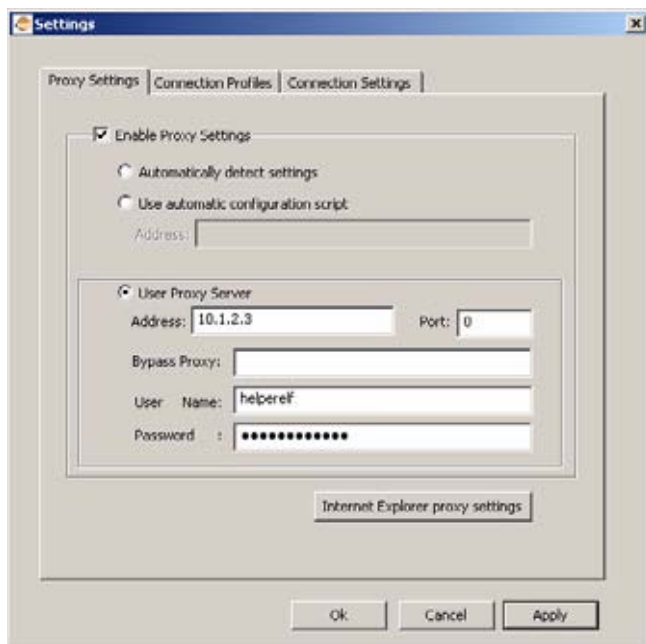 Settings
Proxy Settings Connection Profiles Connection Settings
Enable Proxy Settings
Automatically detect settings
Use automatic configuration script
Address:
User Proxy Server
Address: 10.1.2.3 Port: 0
Bypass Proxy:
User Name: helperelf
Password : ●●●●●●●●●●●●
Internet Explorer proxy settings
Ok Cancel Apply